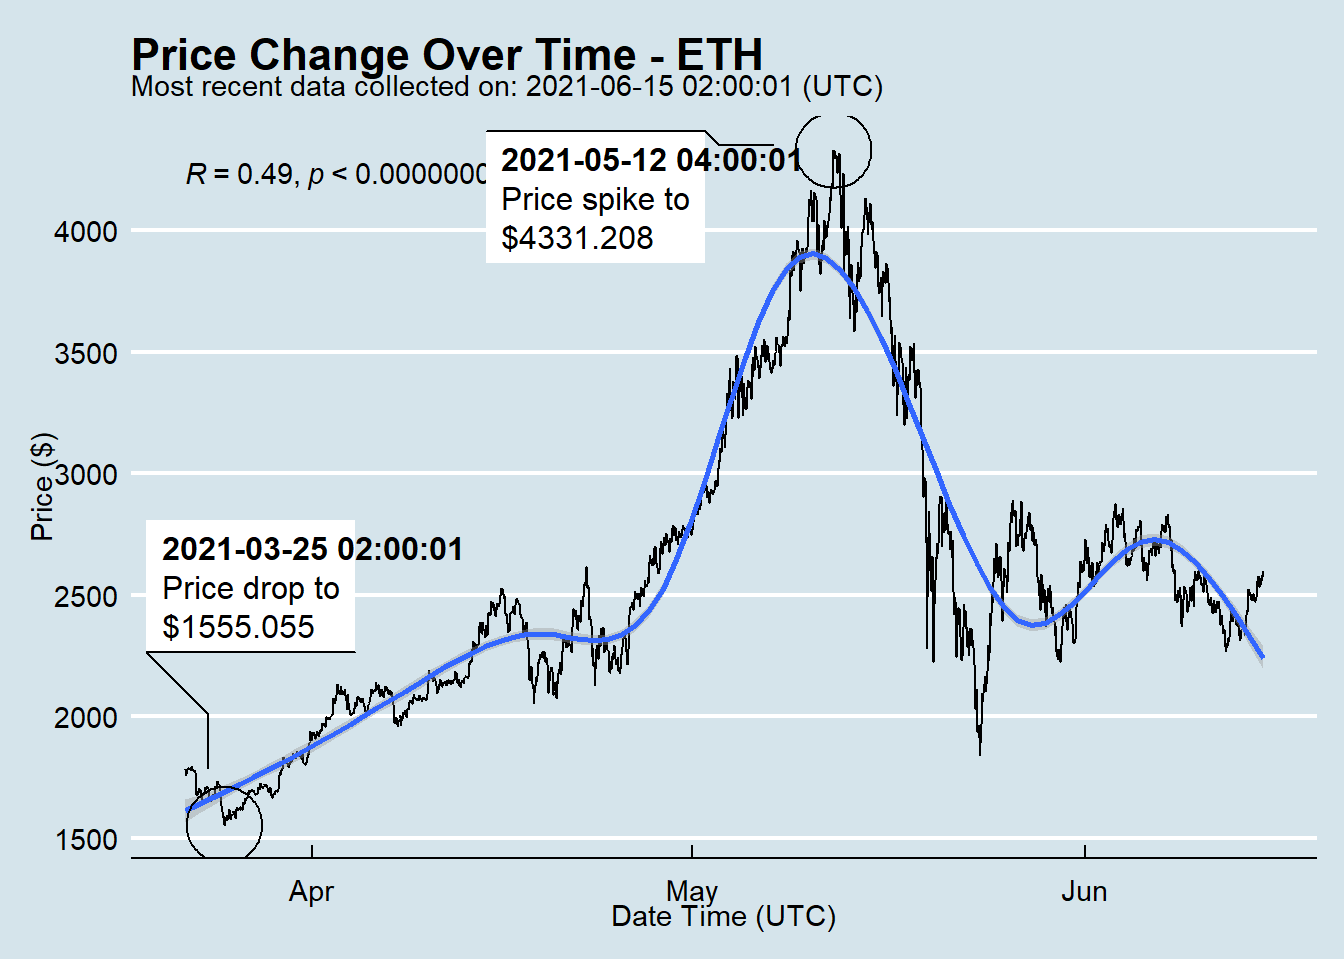 Price Change Over Time - ETH
Most recent data collected on: 2021-06-15 02:00:01 (UTC)
R = 0.49, p < 0.0000000
2021-05-12 04:00:01
Price spike to
$4331.208
4000
3500
3000
2500
2000
1500
Price ($)
2021-03-25 02:00:01
Price drop to
$1555.055
Apr May Jun
Date Time (UTC)